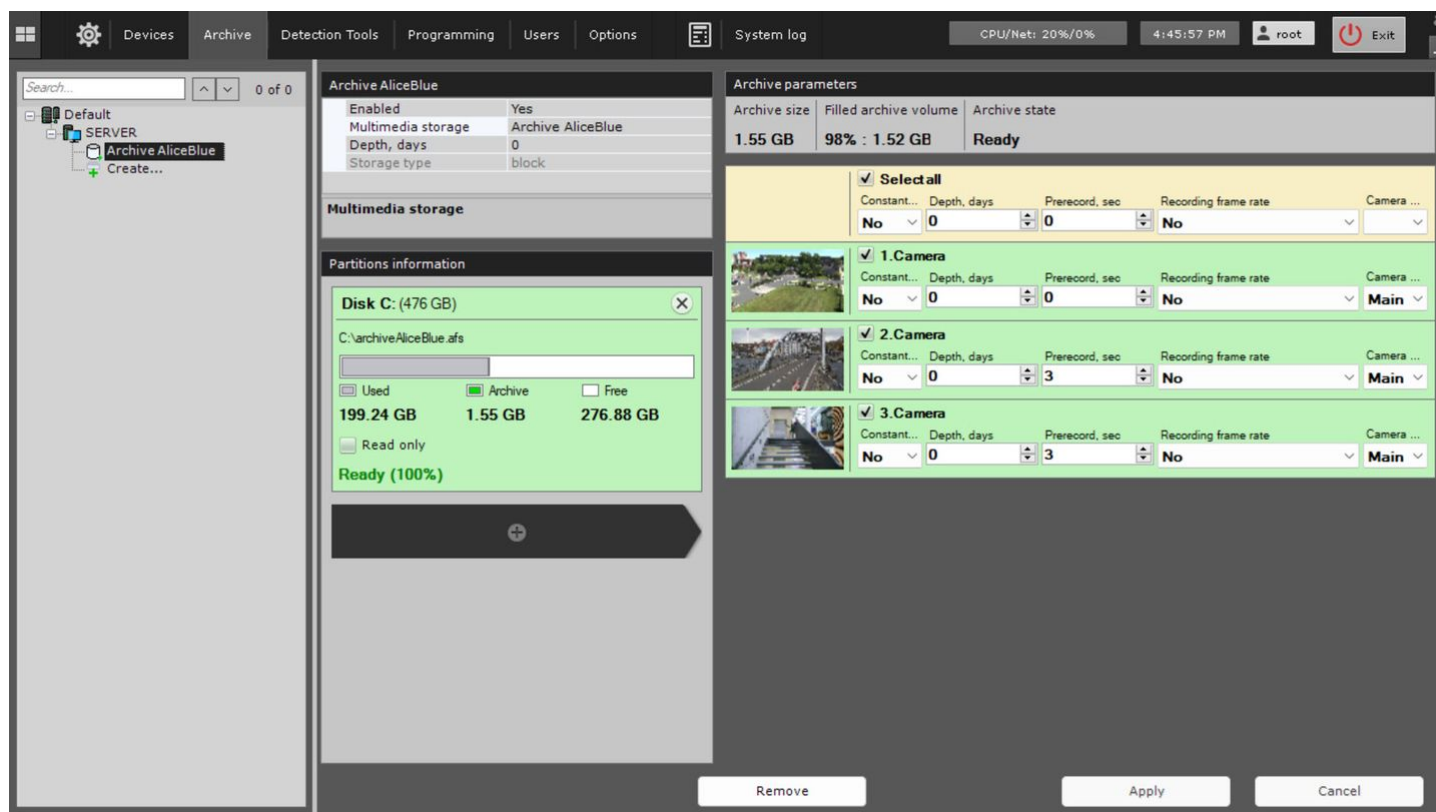 Devices Archive Detection Tools Programming Users Options System log CPU/Net: 20%/0% 4:45:57 PM root Exit
Search... 0 of 0
Default
SERVER
Archive AliceBlue
Create...
Archive AliceBlue
Enabled Yes
Multimedia storage Archive AliceBlue
Depth, days 0
Storage type block
Multimedia storage
Partitions information
Disk C: (476 GB)
C:\archiveAliceBlue.afs
Used Archive Free
199.24 GB 1.55 GB 276.88 GB
Read only
Ready (100%)
Archive parameters
Archive size Filled archive volume Archive state
1.55 GB 98% : 1.52 GB Ready
Select all
Constant... Depth, days Prerecord, sec Recording frame rate Camera ...
No 0 0 No
1.Camera
Constant... Depth, days Prerecord, sec Recording frame rate Camera ...
No 0 0 No Main
2.Camera
Constant... Depth, days Prerecord, sec Recording frame rate Camera ...
No 0 3 No Main
3.Camera
Constant... Depth, days Prerecord, sec Recording frame rate Camera ...
No 0 3 No Main
Remove Apply Cancel